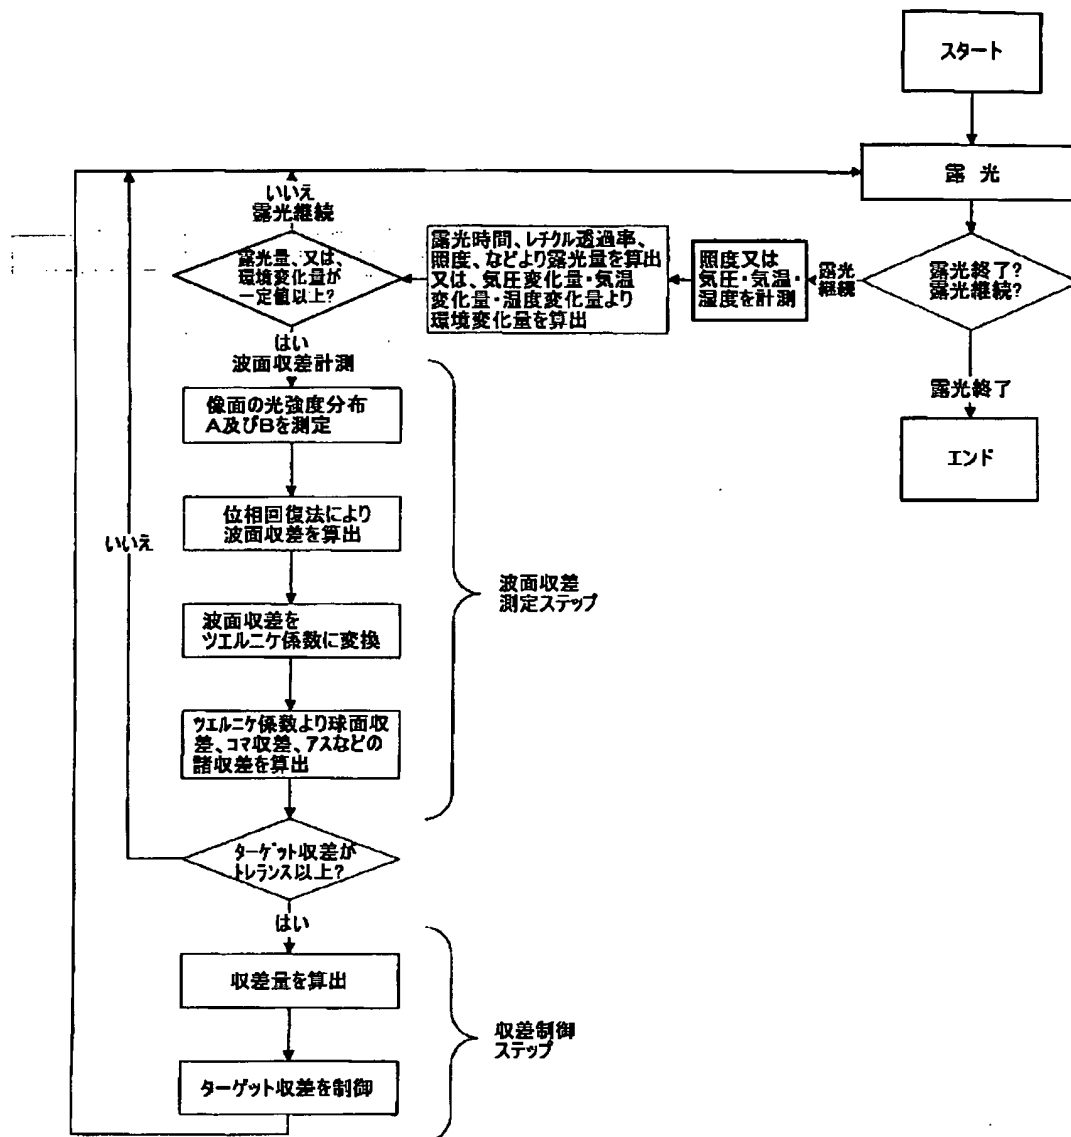 スタート
露 光
露光終了?
露光継続?
露光終了
エンド
露光
継続
照度又は
気圧・気温・
湿度を計測
露光時間、レチクル透過率、
照度、などより露光量を算出
又は、気圧変化量・気温
変化量・湿度変化量より
環境変化量を算出
露光量、又は、
環境変化量が
一定値以上?
いいえ
露光継続
はい
波面収差計測
像面の光強度分布
A及びBを測定
位相回復法により
波面収差を算出
波面収差を
ツエルニケ係数に変換
ツエルニケ係数より球面収
差、コマ収差、アスなどの
諸収差を算出
波面収差
測定ステップ
ターゲット収差が
トレランス以上?
いいえ
はい
収差量を算出
ターゲット収差を制御
収差制御
ステップ